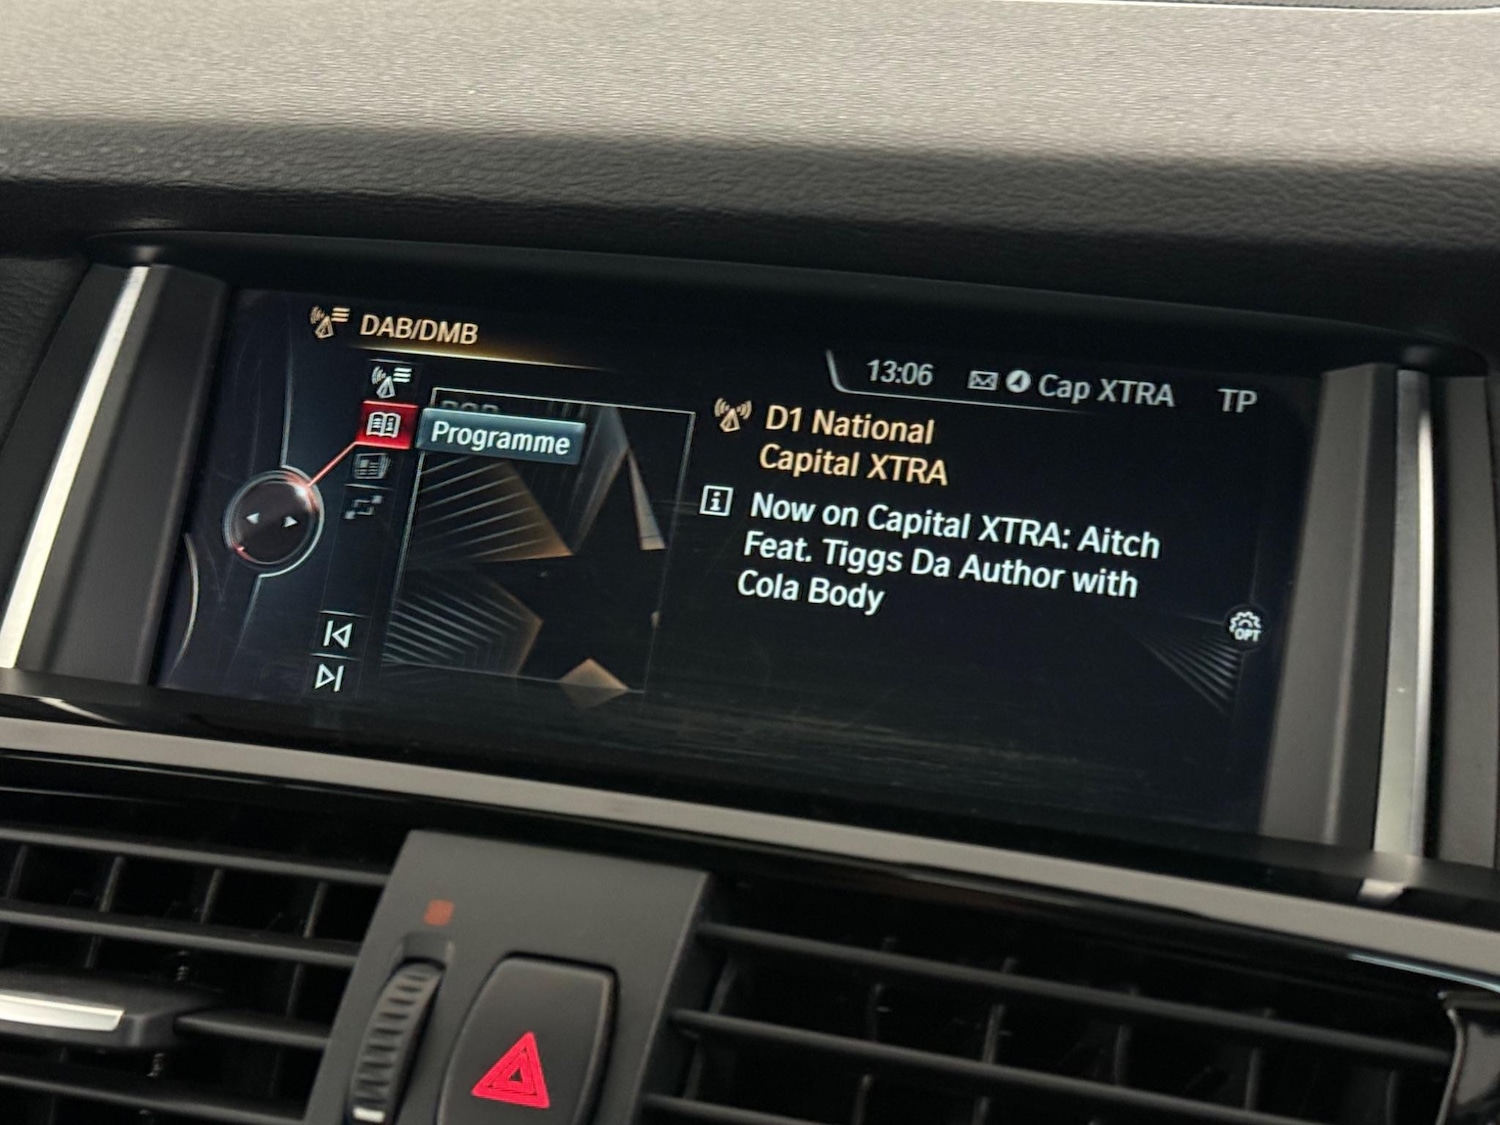 DAB/DMB
13:06 Cap XTRA TP
Programme
D1 National
Capital XTRA
Now on Capital XTRA: Aitch
Feat. Tiggs Da Author with
Cola Body
OPT